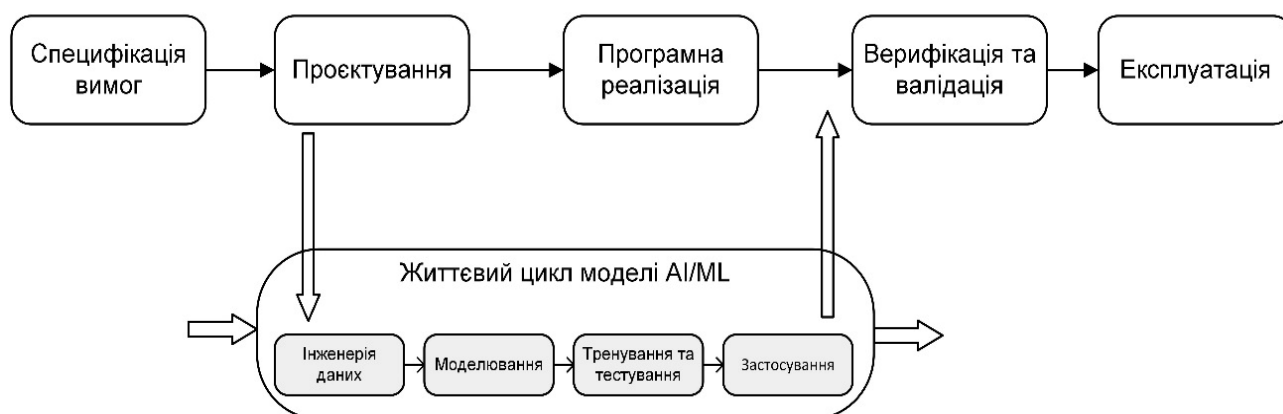 Специфікація
вимог
Проєктування
Програмна
реалізація
Верифікація та
валідація
Експлуатація
Життєвий цикл моделі AI/ML
Інженерія
даних
Моделювання
Тренування та
тестування
Застосування